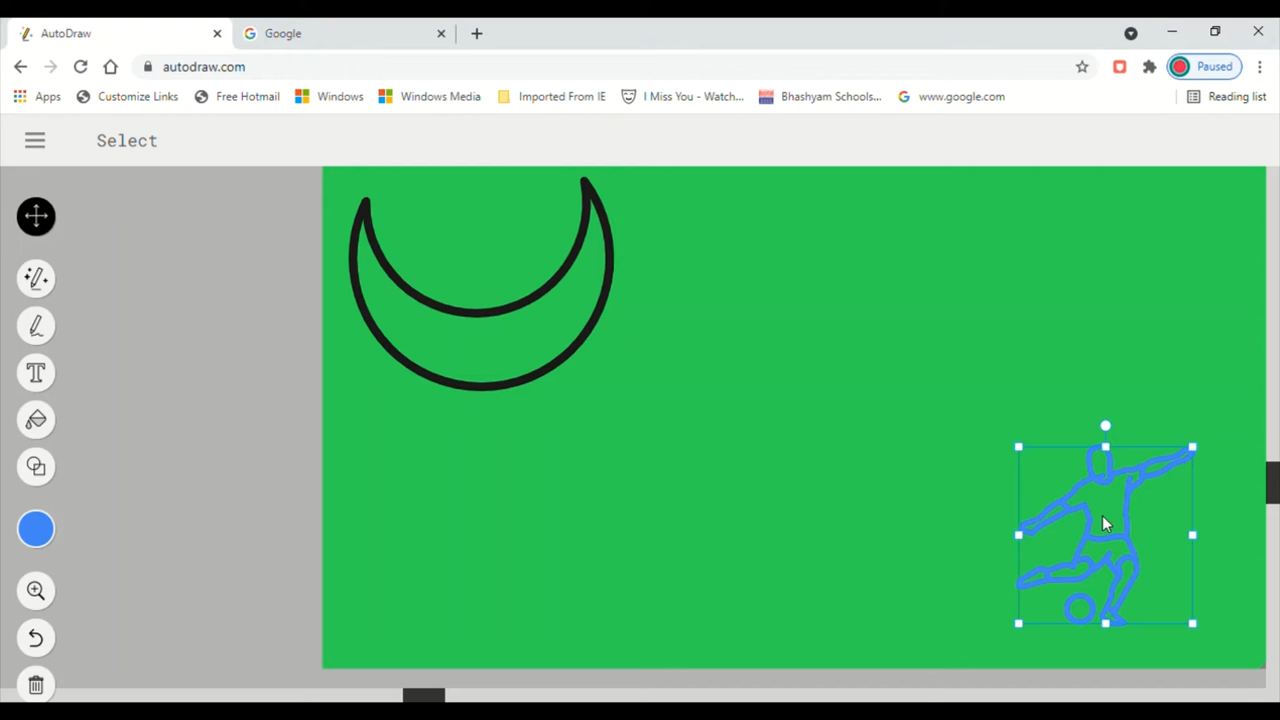 AutoDraw
Google
autodraw.com
Paused
Apps
Customize Links
Free Hotmail
Windows
Windows Media
Imported From IE
I Miss You - Watch...
Bhashyam Schools...
www.google.com
Reading list
Select